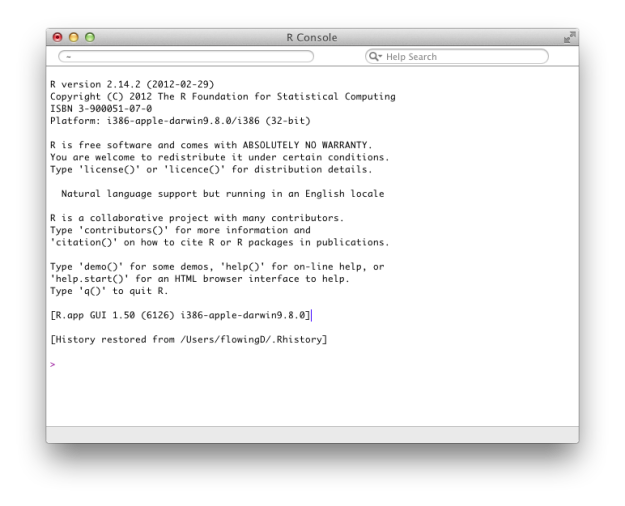 R Console
~
Help Search
R version 2.14.2 (2012-02-29)
Copyright (C) 2012 The R Foundation for Statistical Computing
ISBN 3-900051-07-0
Platform: i386-apple-darwin9.8.0/i386 (32-bit)
R is free software and comes with ABSOLUTELY NO WARRANTY.
You are welcome to redistribute it under certain conditions.
Type 'license()' or 'licence()' for distribution details.
Natural language support but running in an English locale
R is a collaborative project with many contributors.
Type 'contributors()' for more information and
'citation()' on how to cite R or R packages in publications.
Type 'demo()' for some demos, 'help()' for on-line help, or
'help.start()' for an HTML browser interface to help.
Type 'q()' to quit R.
[R.app GUI 1.50 (6126) i386-apple-darwin9.8.0]
[History restored from /Users/flowingD/.Rhistory]
>